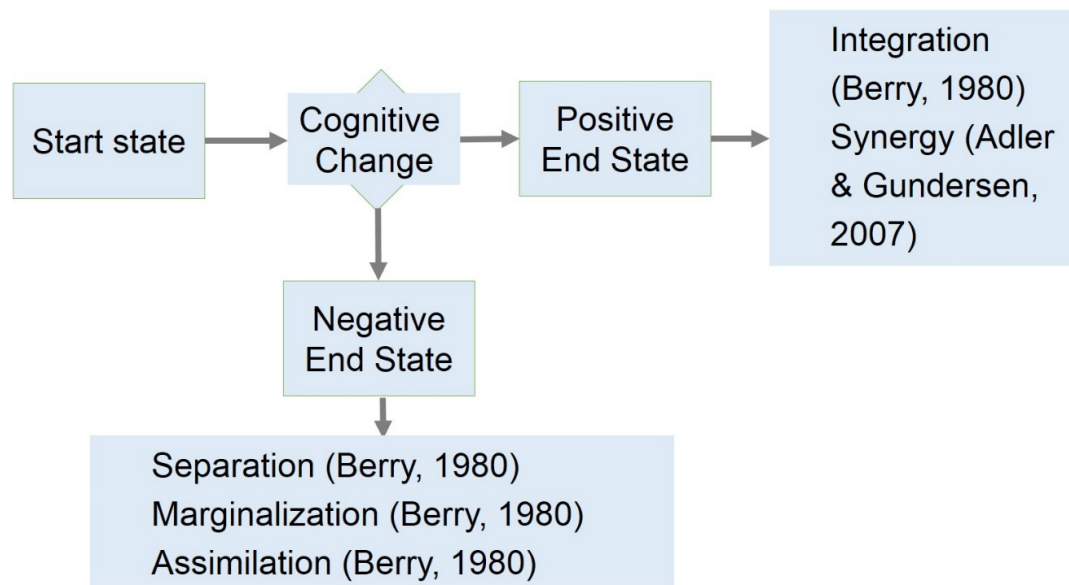 Start state
Cognitive
Change
Positive
End State
Integration
(Berry, 1980)
Synergy (Adler
& Gundersen,
2007)
Negative
End State
Separation (Berry, 1980)
Marginalization (Berry, 1980)
Assimilation (Berry, 1980)